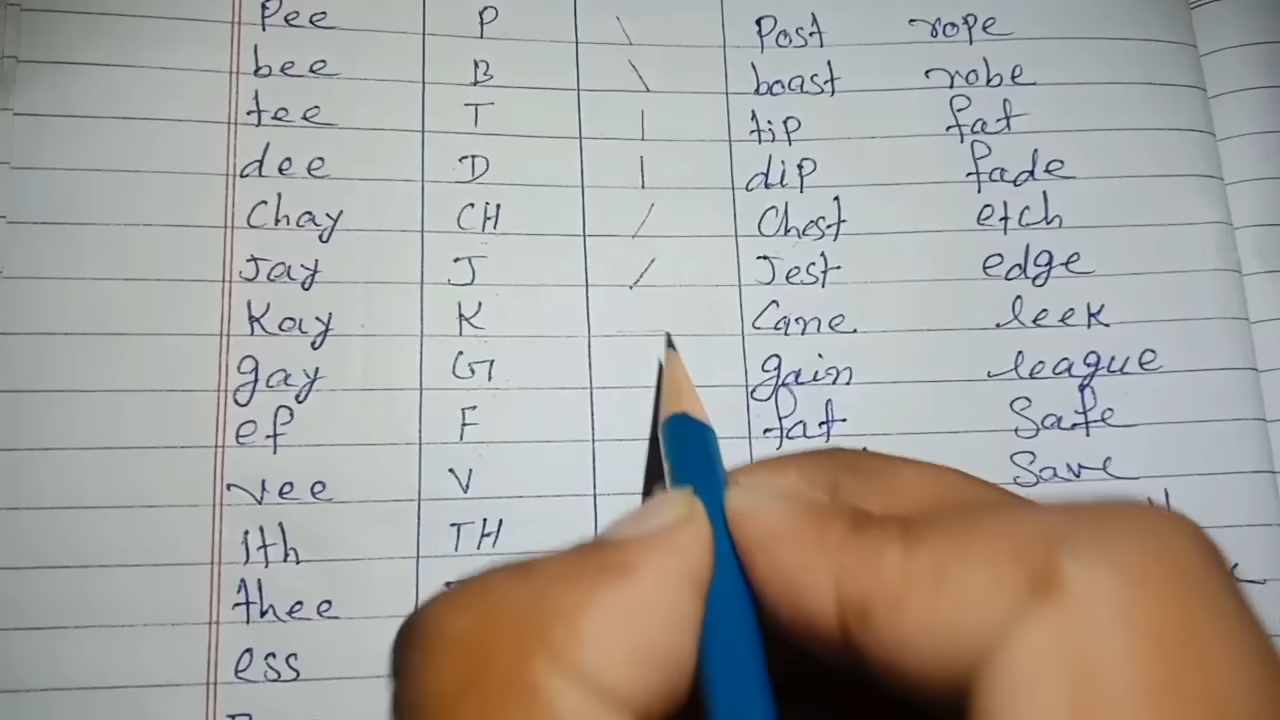 Pee P \ Post rope
bee B \ boast robe
tee T | tip fat
dee D | dip fade
Chay CH / Chest etch
Jay J / Jest edge
Kay K Cane leek
gay G gain league
ef F fat Safe
vee V Save
ith TH
thee
ess